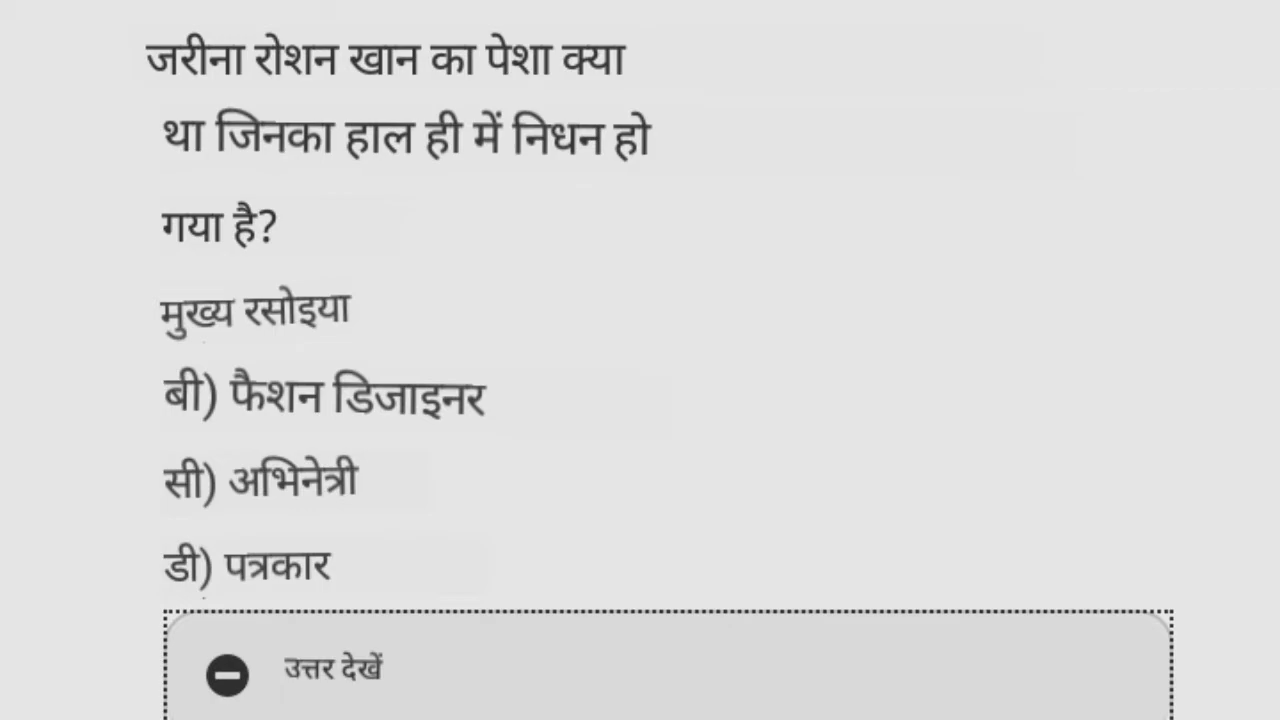 जरीना रोशन खान का पेशा क्या
था जिनका हाल ही में निधन हो
गया है?
मुख्य रसोइया
बी) फैशन डिजाइनर
सी) अभिनेत्री
डी) पत्रकार
उत्तर देखें